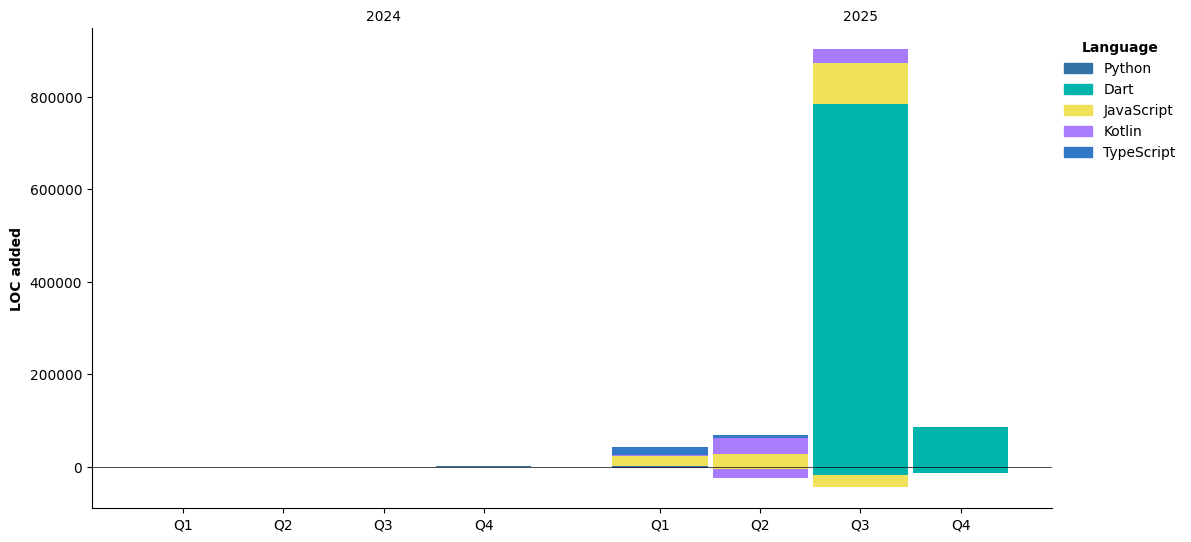 2024 2025
Language
Python
Dart
JavaScript
Kotlin
TypeScript
LOC added
800000
600000
400000
200000
0
Q1 Q2 Q3 Q4 Q1 Q2 Q3 Q4